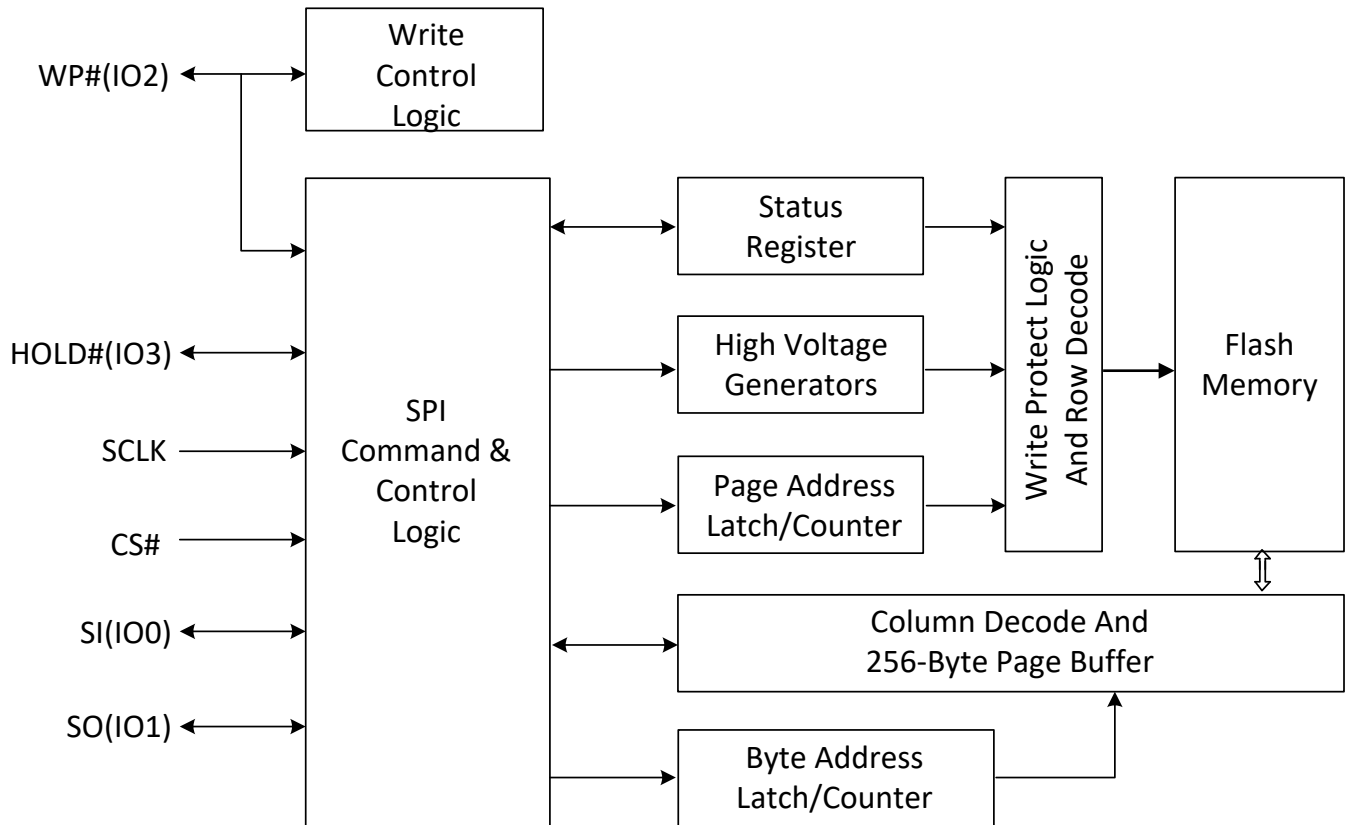 Write
Control
Logic
WP#(IO2)
HOLD#(IO3)
SCLK
CS#
SI(IO0)
SO(IO1)
SPI
Command &
Control
Logic
Status
Register
High Voltage
Generators
Page Address
Latch/Counter
Write Protect Logic
And Row Decode
Flash
Memory
Column Decode And
256-Byte Page Buffer
Byte Address
Latch/Counter